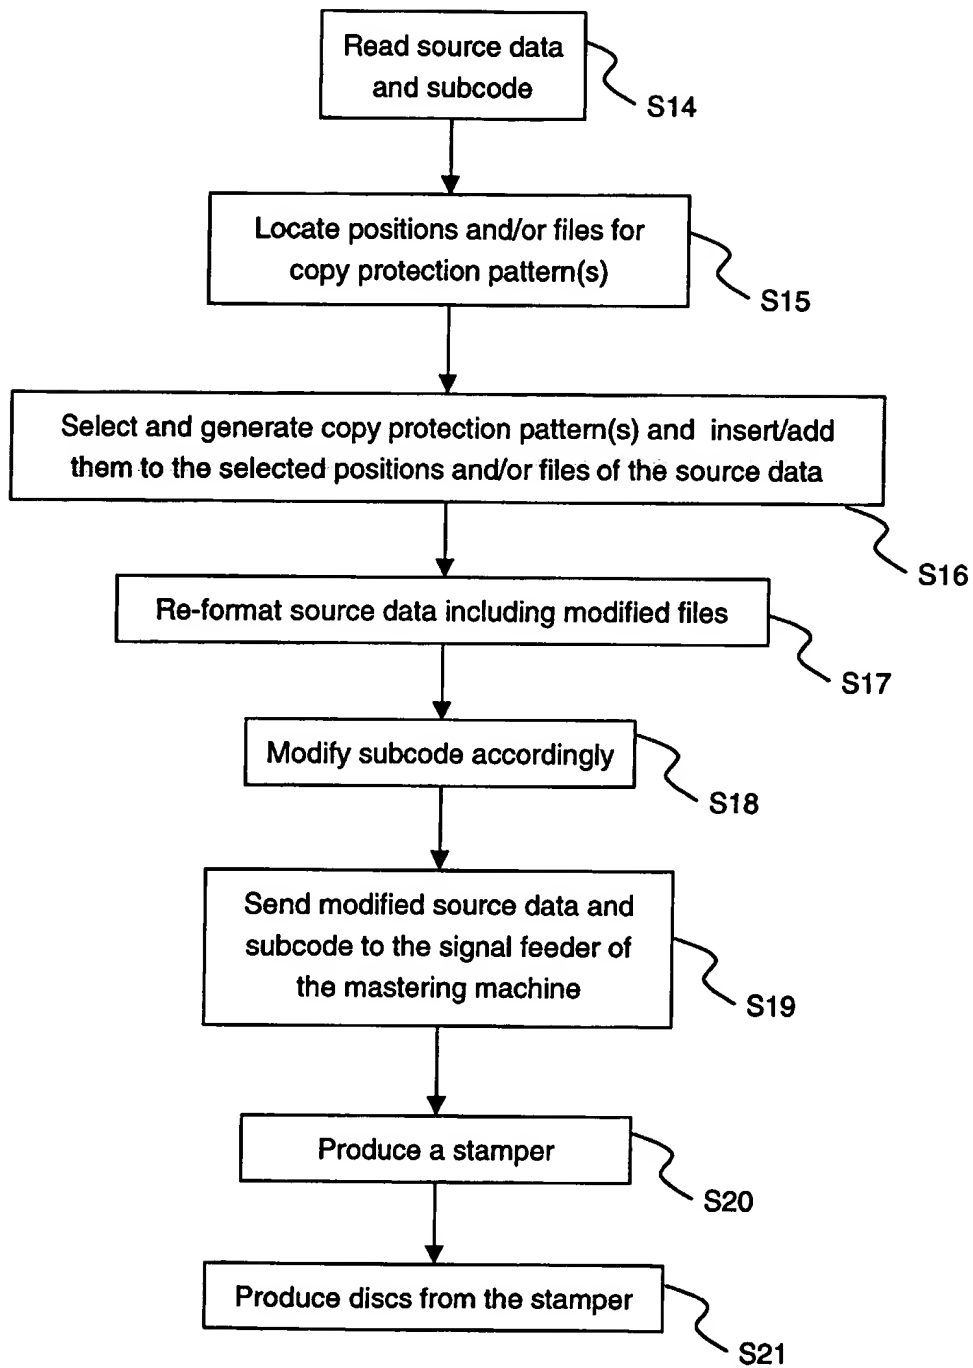 Read source data
and subcode
S14
Locate positions and/or files for
copy protection pattern(s)
S15
Select and generate copy protection pattern(s) and insert/add
them to the selected positions and/or files of the source data
S16
Re-format source data including modified files
S17
Modify subcode accordingly
S18
Send modified source data and
subcode to the signal feeder of
the mastering machine
S19
Produce a stamper
S20
Produce discs from the stamper
S21